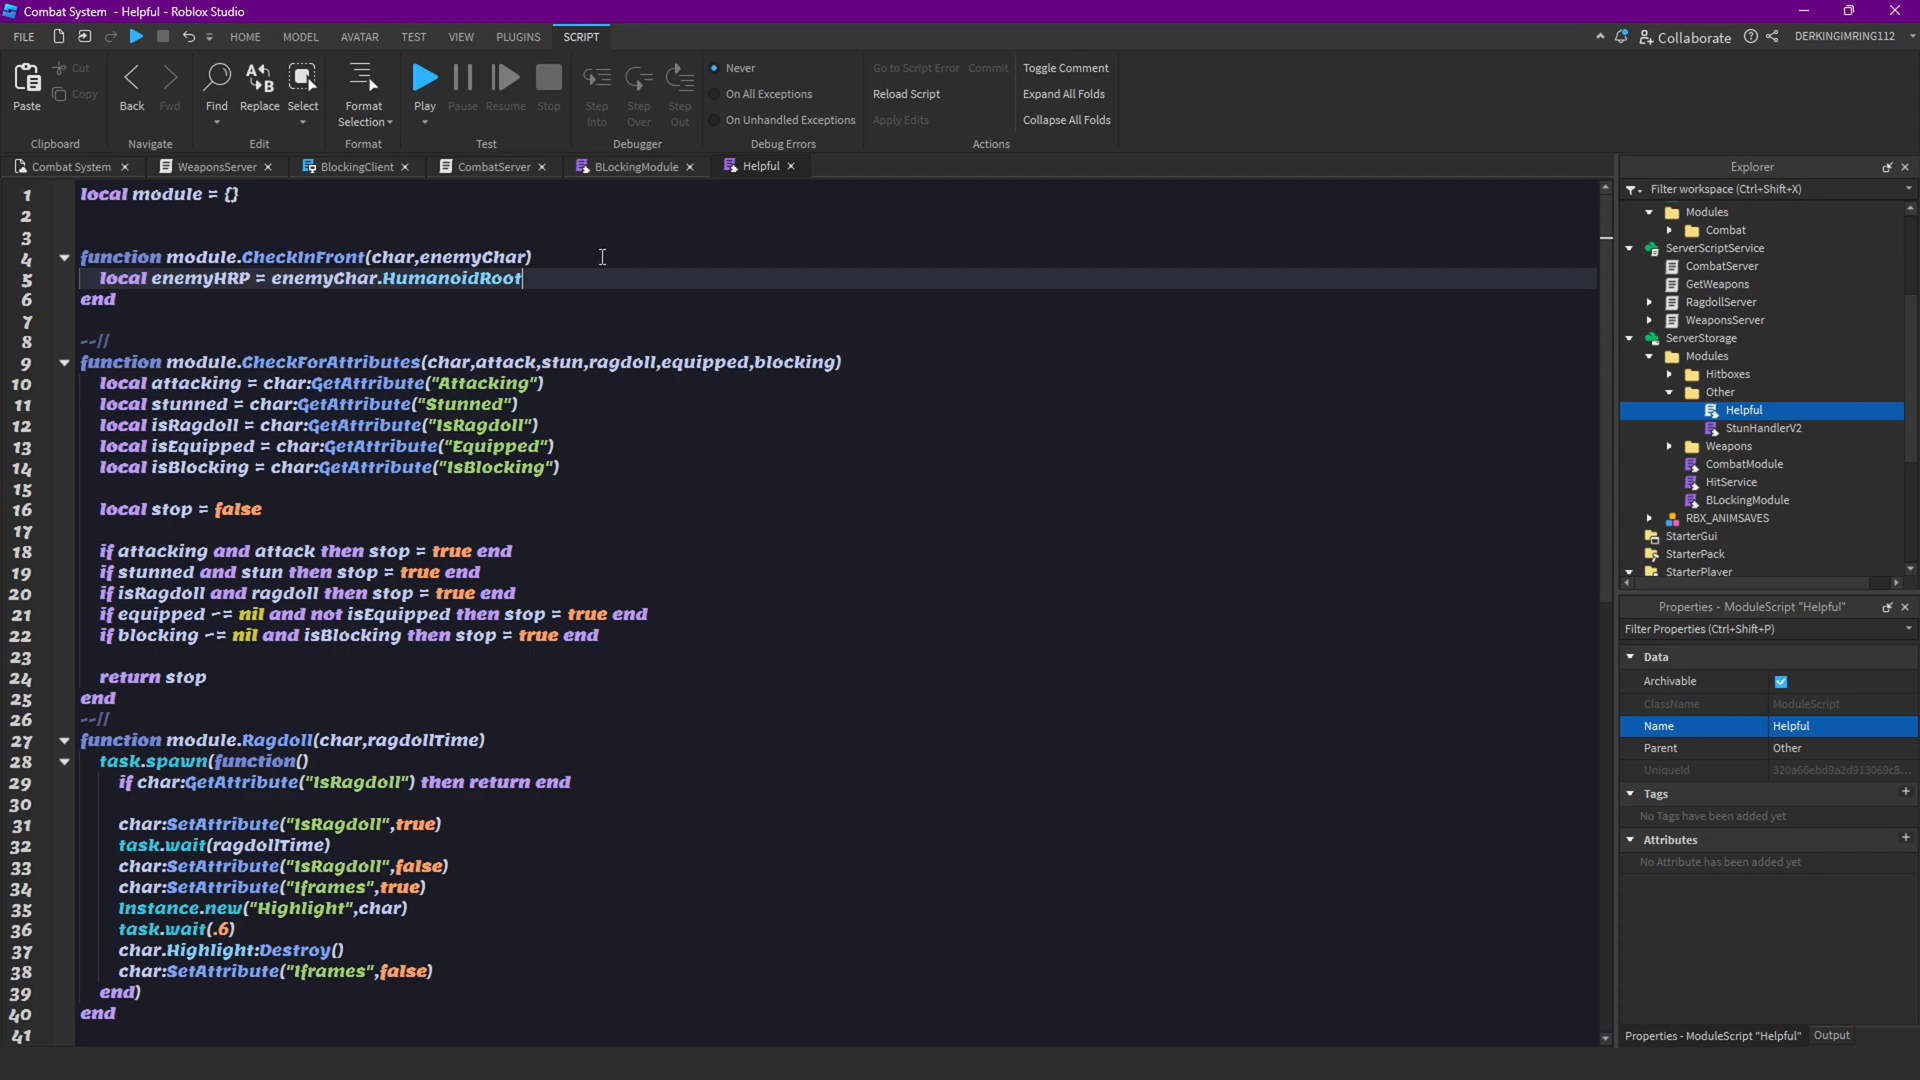 Combat System - Helpful - Roblox Studio
FILE HOME MODEL AVATAR TEST VIEW PLUGINS SCRIPT Collaborate DERKINGIMRING112
Paste Cut Copy
Back Fwd
Find Replace Select
Format Selection
Play Pause Resume Stop
Step Into Step Over Step Out
Never
On All Exceptions
On Unhandled Exceptions
Go to Script Error Commit
Reload Script
Apply Edits
Toggle Comment
Expand All Folds
Collapse All Folds
Clipboard Navigate Edit Format Test Debugger Debug Errors Actions
Combat System WeaponsServer BlockingClient CombatServer BLockingModule Helpful
1 local module = {}
2
3
4 function module.CheckInFront(char,enemyChar)
5 local enemyHRP = enemyChar.HumanoidRoot
6 end
7
8 --//
9 function module.CheckForAttributes(char,attack,stun,ragdoll,equipped,blocking)
10 local attacking = char:GetAttribute("Attacking")
11 local stunned = char:GetAttribute("Stunned")
12 local isRagdoll = char:GetAttribute("IsRagdoll")
13 local isEquipped = char:GetAttribute("Equipped")
14 local isBlocking = char:GetAttribute("IsBlocking")
15
16 local stop = false
17
18 if attacking and attack then stop = true end
19 if stunned and stun then stop = true end
20 if isRagdoll and ragdoll then stop = true end
21 if equipped ~= nil and not isEquipped then stop = true end
22 if blocking ~= nil and isBlocking then stop = true end
23
24 return stop
25 end
26 --//
27 function module.Ragdoll(char,ragdollTime)
28 task.spawn(function()
29 if char:GetAttribute("IsRagdoll") then return end
30
31 char:SetAttribute("IsRagdoll",true)
32 task.wait(ragdollTime)
33 char:SetAttribute("IsRagdoll",false)
34 char:SetAttribute("Iframes",true)
35 Instance.new("Highlight",char)
36 task.wait(.6)
37 char.Highlight:Destroy()
38 char:SetAttribute("Iframes",false)
39 end)
40 end
41
Explorer
Filter workspace (Ctrl+Shift+X)
Modules
Combat
ServerScriptService
CombatServer
GetWeapons
RagdollServer
WeaponsServer
ServerStorage
Modules
Hitboxes
Other
Helpful
StunHandlerV2
Weapons
CombatModule
HitService
BLockingModule
RBX_ANIMSAVES
StarterGui
StarterPack
StarterPlayer
Properties - ModuleScript "Helpful"
Filter Properties (Ctrl+Shift+P)
Data
Archivable
ClassName ModuleScript
Name Helpful
Parent Other
UniqueId 320a66ebd9a2d913069c8...
Tags
No Tags have been added yet
Attributes
No Attribute has been added yet
Properties - ModuleScript "Helpful" Output